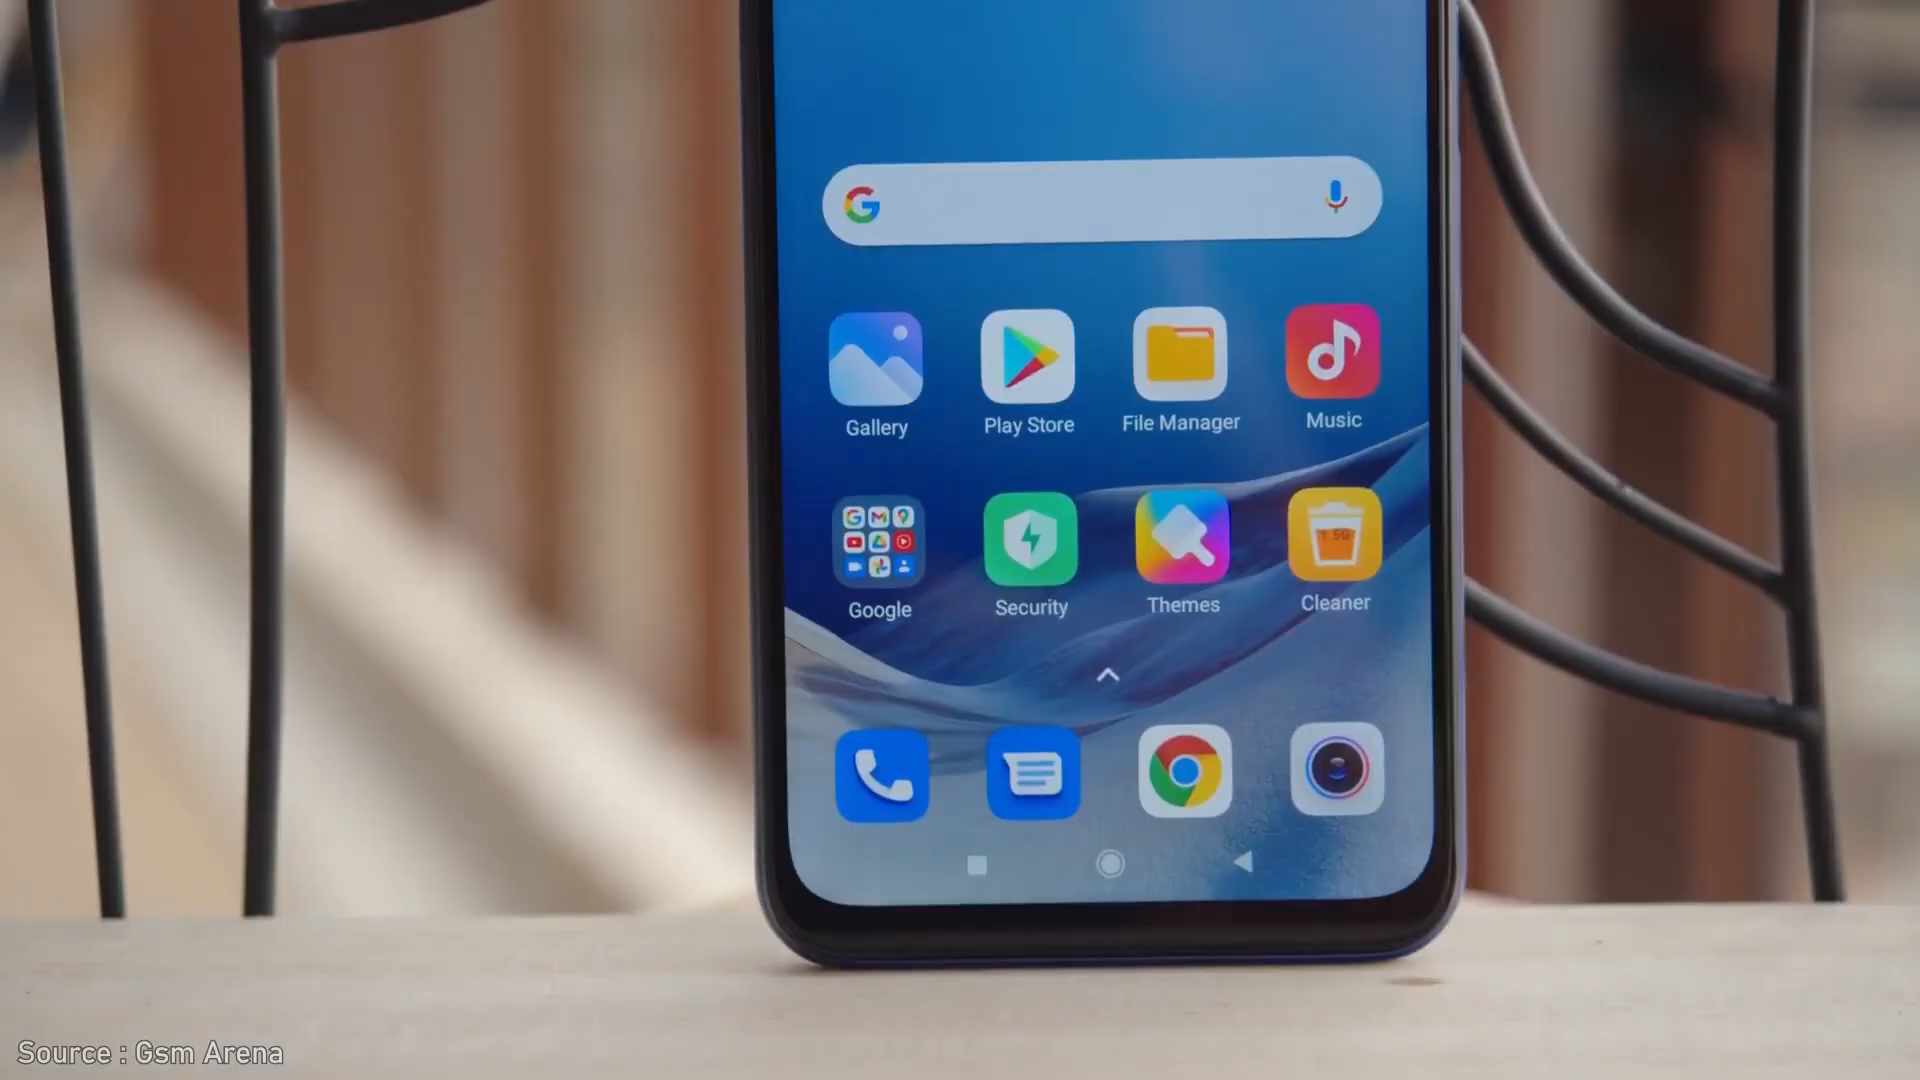 Gallery
Play Store
File Manager
Music
Google
Security
Themes
Cleaner
Source : Gsm Arena